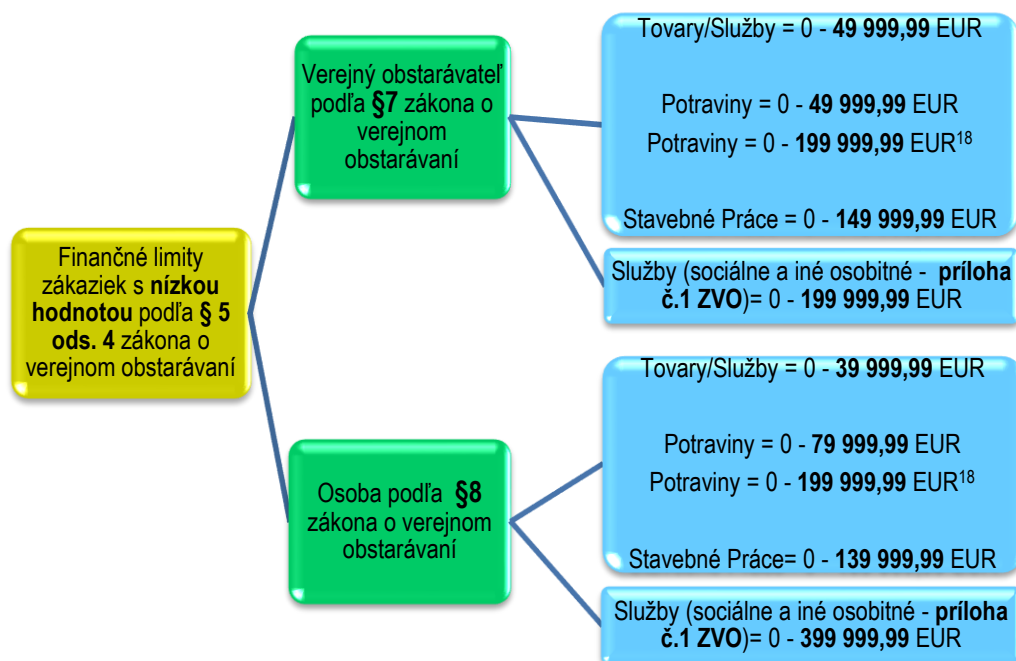 Finančné limity
zákaziek s nízkou
hodnotou podľa § 5
ods. 4 zákona o
verejnom obstarávaní
Verejný obstarávateľ
podľa §7 zákona o
verejnom
obstarávaní
Tovary/Služby = 0 - 49 999,99 EUR
Potraviny = 0 - 49 999,99 EUR
Potraviny = 0 - 199 999,99 EUR18
Stavebné Práce = 0 - 149 999,99 EUR
Služby (sociálne a iné osobitné - príloha
č.1 ZVO)= 0 - 199 999,99 EUR
Osoba podľa §8
zákona o verejnom
obstarávaní
Tovary/Služby = 0 - 39 999,99 EUR
Potraviny = 0 - 79 999,99 EUR
Potraviny = 0 - 199 999,99 EUR18
Stavebné Práce= 0 - 139 999,99 EUR
Služby (sociálne a iné osobitné - príloha
č.1 ZVO)= 0 - 399 999,99 EUR